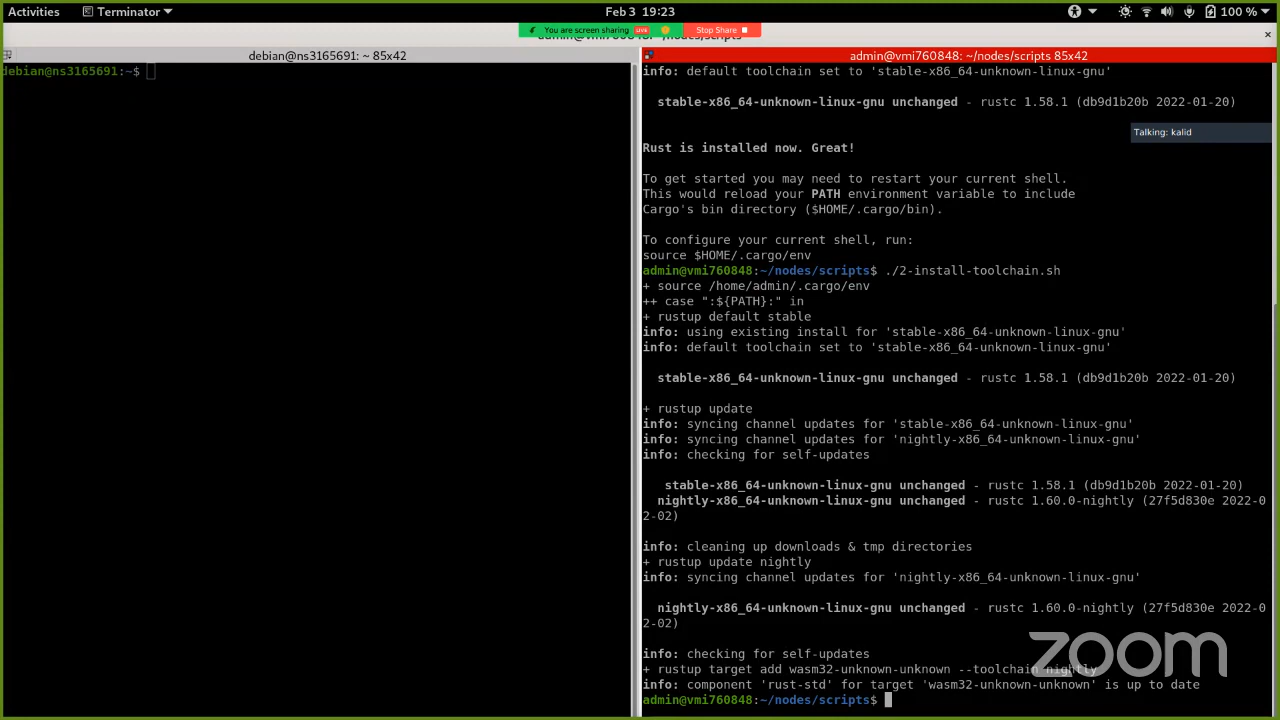 Activities
Terminator
Feb 3 19:23
100 %
You are screen sharing
LIVE
Stop Share
debian@ns3165691: ~ 85x42
debian@ns3165691:~$
admin@vmi760848: ~/nodes/scripts 85x42
info: default toolchain set to 'stable-x86_64-unknown-linux-gnu'
stable-x86_64-unknown-linux-gnu unchanged - rustc 1.58.1 (db9d1b20b 2022-01-20)
Talking: kalid
Rust is installed now. Great!
To get started you may need to restart your current shell.
This would reload your PATH environment variable to include
Cargo's bin directory ($HOME/.cargo/bin).
To configure your current shell, run:
source $HOME/.cargo/env
admin@vmi760848:~/nodes/scripts$ ./2-install-toolchain.sh
+ source /home/admin/.cargo/env
++ case ":${PATH}:" in
+ rustup default stable
info: using existing install for 'stable-x86_64-unknown-linux-gnu'
info: default toolchain set to 'stable-x86_64-unknown-linux-gnu'
stable-x86_64-unknown-linux-gnu unchanged - rustc 1.58.1 (db9d1b20b 2022-01-20)
+ rustup update
info: syncing channel updates for 'stable-x86_64-unknown-linux-gnu'
info: syncing channel updates for 'nightly-x86_64-unknown-linux-gnu'
info: checking for self-updates
stable-x86_64-unknown-linux-gnu unchanged - rustc 1.58.1 (db9d1b20b 2022-01-20)
nightly-x86_64-unknown-linux-gnu unchanged - rustc 1.60.0-nightly (27f5d830e 2022-0
2-02)
info: cleaning up downloads & tmp directories
+ rustup update nightly
info: syncing channel updates for 'nightly-x86_64-unknown-linux-gnu'
nightly-x86_64-unknown-linux-gnu unchanged - rustc 1.60.0-nightly (27f5d830e 2022-0
2-02)
info: checking for self-updates
+ rustup target add wasm32-unknown-unknown --toolchain nightly
info: component 'rust-std' for target 'wasm32-unknown-unknown' is up to date
admin@vmi760848:~/nodes/scripts$
zoom